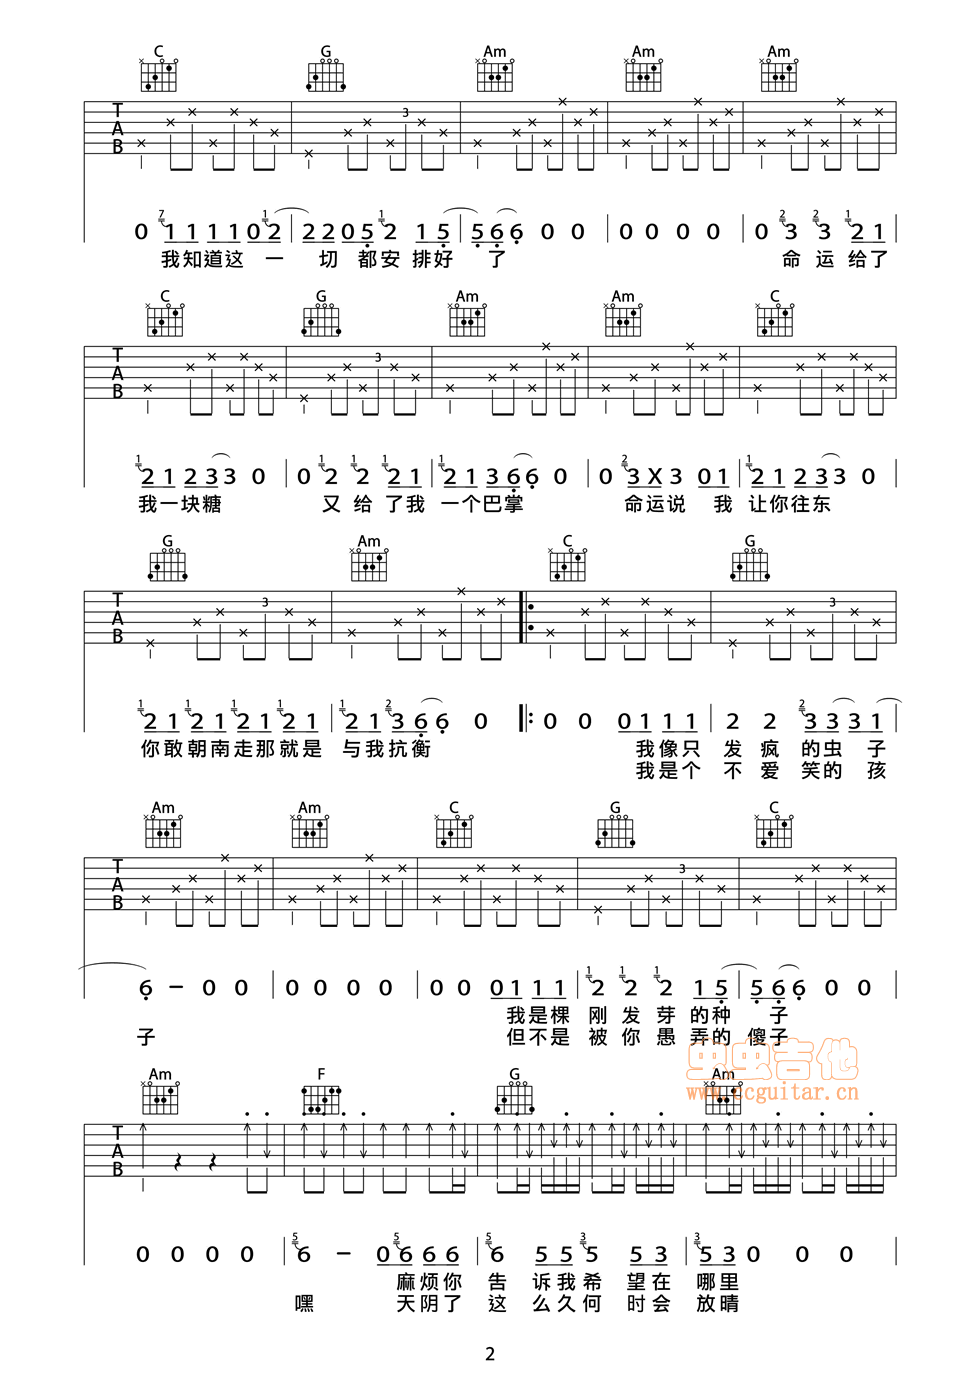 C G Am Am Am
3
T A B
7 1 1
0 1 1 1 1 0 2 | 2 2 0 5 2 1 5 | 5 6 6 0 0 | 0 0 0 0 | 0 3 3 2 1
我知道这 一 切 都安 排好 了 命 运 给了
C G Am Am C
3
T A B
2 1 2 3 3 0 | 0 2 2 2 1 | 2 1 3 6 6 0 | 0 3 X 3 0 1 | 2 1 2 3 3 0
我一块糖 又 给 了我 一个巴掌 命运说 我 让你往东
G Am C G
3 3
T A B
2 1 2 1 2 1 2 1 | 2 1 3 6 6 0 |: 0 0 0 1 1 1 | 2 2 3 3 3 1
你敢朝南走那就是 与我抗衡 我像只 发 疯 的虫 子
我是个 不 爱 笑的 孩
Am Am C G C
3
T A B
6 – 0 0 | 0 0 0 0 | 0 0 0 1 1 1 | 2 2 2 1 5 | 5 6 6 0 0
我是棵 刚 发 芽 的种 子
子 但不是 被 你 愚 弄的 傻子
虫虫吉他
www.ccguitar.cn
Am F G Am
T A B
0 0 0 0 | 6 – 0 6 6 6 | 6 5 5 5 5 3 | 5 3 0 0 0
麻烦你 告 诉我希 望在 哪里
嘿 天阴了 这 么久何 时会 放晴
2